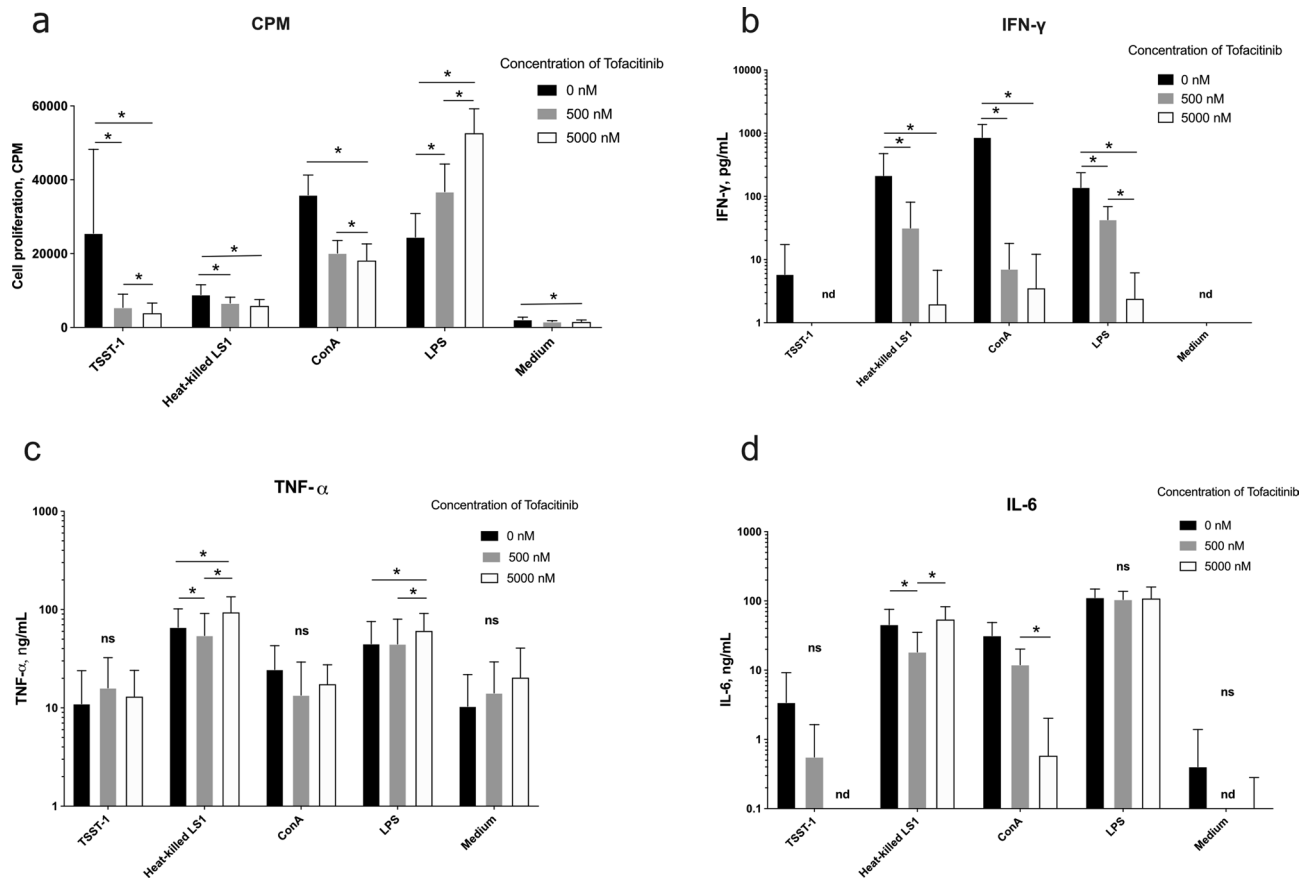 a
CPM
Concentration of Tofacitinib
0 nM
500 nM
5000 nM
Cell proliferation, CPM
60000
40000
20000
0
* * * * * * * * * * *
TSST-1
Heat-killed LS1
ConA
LPS
Medium
b
IFN-γ
Concentration of Tofacitinib
0 nM
500 nM
5000 nM
IFN-γ, pg/mL
10000
1000
100
10
1
nd
* *
* *
* * *
nd
TSST-1
Heat-killed LS1
ConA
LPS
Medium
c
TNF-α
Concentration of Tofacitinib
0 nM
500 nM
5000 nM
TNF-α, ng/mL
1000
100
10
1
ns
* * *
ns
* *
ns
TSST-1
Heat-killed LS1
ConA
LPS
Medium
d
IL-6
Concentration of Tofacitinib
0 nM
500 nM
5000 nM
IL-6, ng/mL
1000
100
10
1
0.1
ns
nd
* *
*
ns
ns
nd
TSST-1
Heat-killed LS1
ConA
LPS
Medium